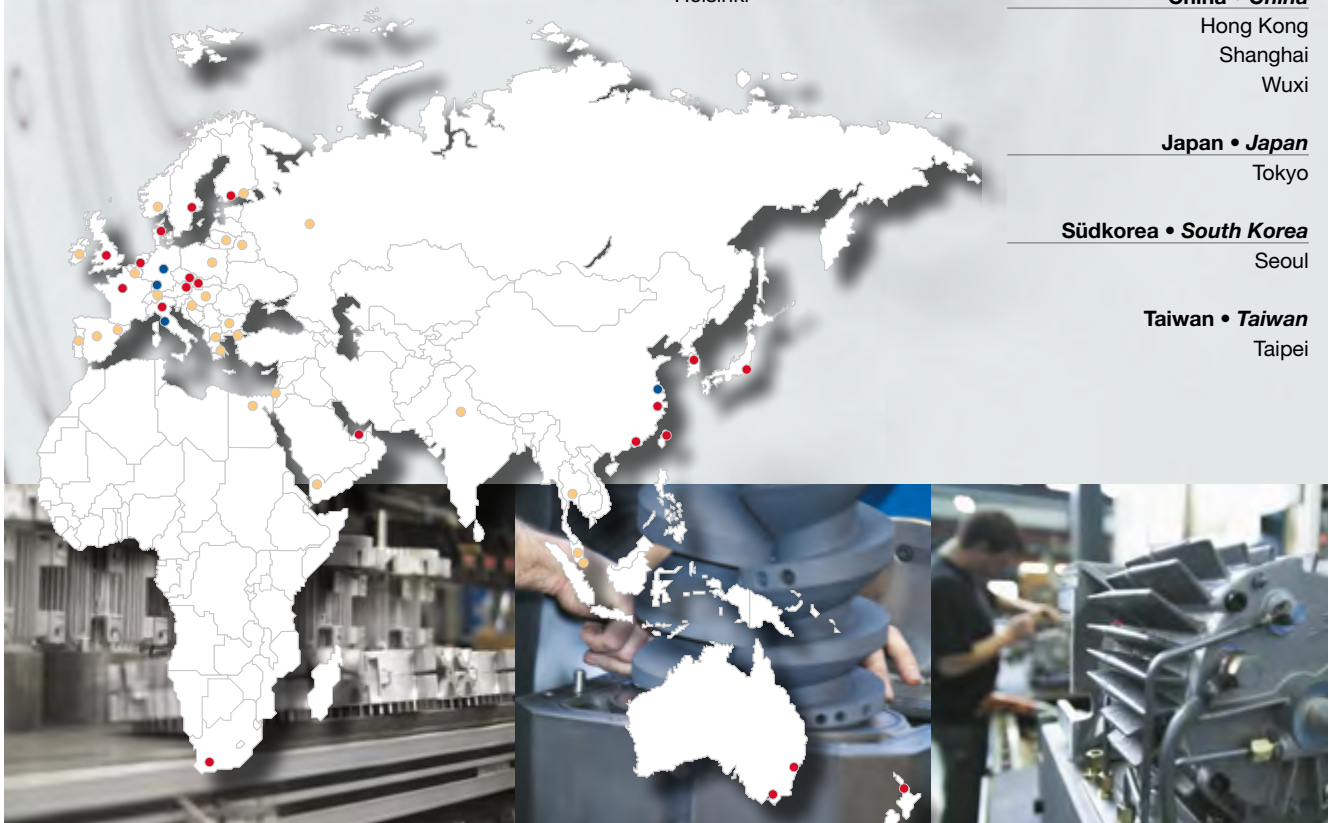 Helsinki
China • China
Hong Kong
Shanghai
Wuxi
Japan • Japan
Tokyo
Südkorea • South Korea
Seoul
Taiwan • Taiwan
Taipei